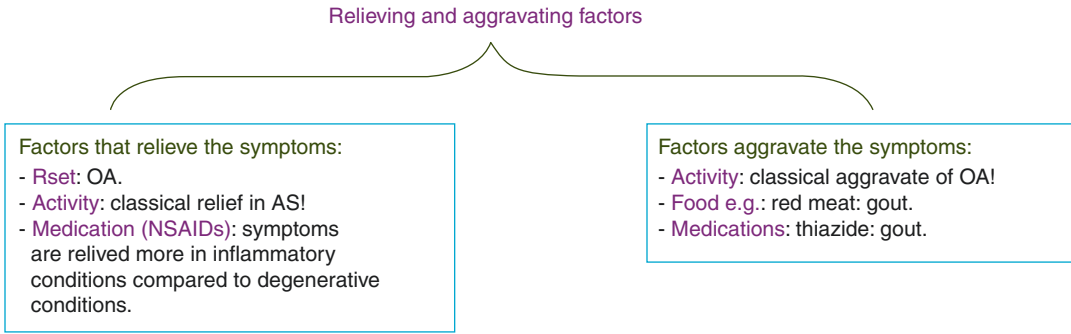 Relieving and aggravating factors
Factors that relieve the symptoms:
- Rset: OA.
- Activity: classical relief in AS!
- Medication (NSAIDs): symptoms
are relived more in inflammatory
conditions compared to degenerative
conditions.
Factors aggravate the symptoms:
- Activity: classical aggravate of OA!
- Food e.g.: red meat: gout.
- Medications: thiazide: gout.